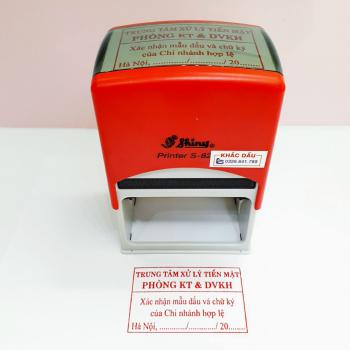 TRUNG TÂM XỬ LÝ TIỀN MẶT
PHÒNG KT & DVKH
Xác nhận mẫu dấu và chữ ký
của Chi nhánh hợp lệ
Hà Nội, ............/............/ 20.......
Shiny
Printer S-82
KHẮC DẤU
0326.841.788
TRUNG TÂM XỬ LÝ TIỀN MẶT
PHÒNG KT & DVKH
Xác nhận mẫu dấu và chữ ký
của Chi nhánh hợp lệ
Hà Nội, ............/............/ 20.......